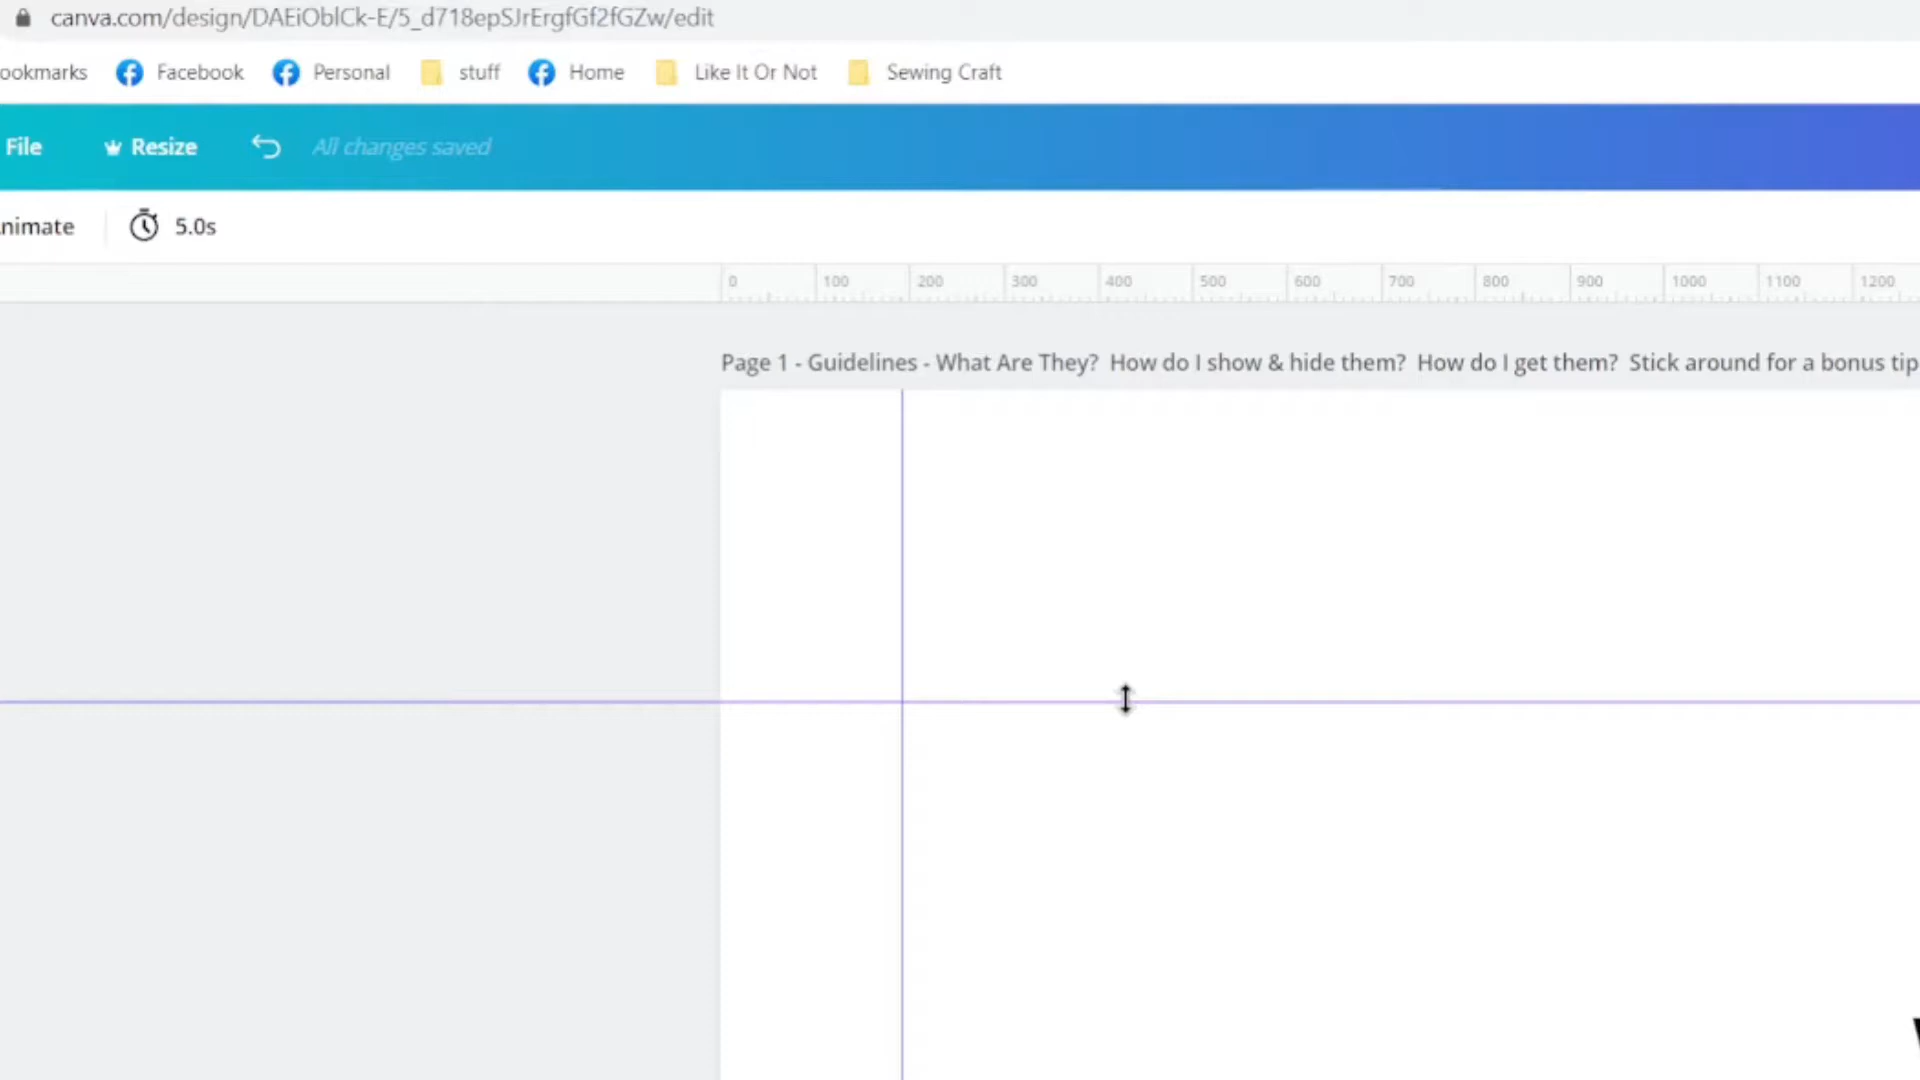 canva.com/design/DAEiOblCk-E/5_d718epSJrErgfGf2fGZw/edit
ookmarks Facebook Personal stuff Home Like It Or Not Sewing Craft
File Resize All changes saved
nimate 5.0s
0 100 200 300 400 500 600 700 800 900 1000 1100 1200
Page 1 - Guidelines - What Are They? How do I show & hide them? How do I get them? Stick around for a bonus tip